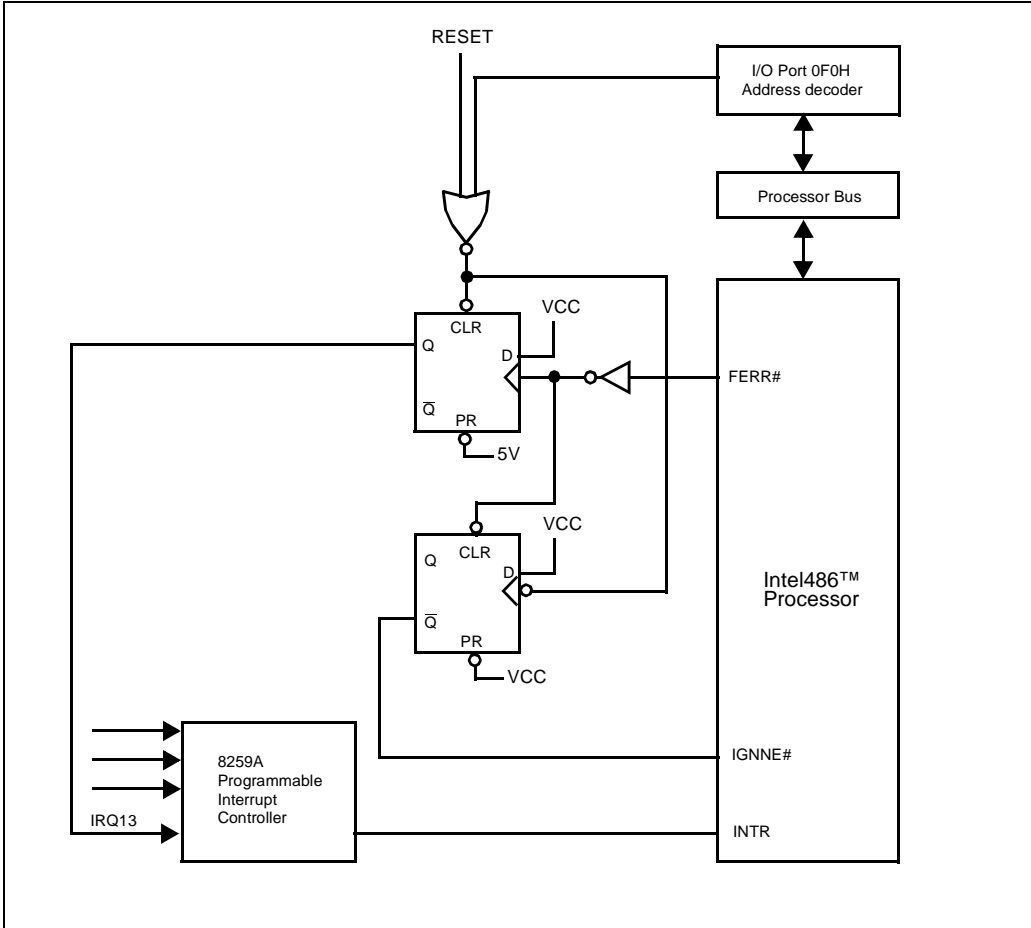 RESET
I/O Port 0F0H
Address decoder
Processor Bus
VCC
CLR
Q
D
Q̅
PR
5V
FERR#
VCC
CLR
Q
D
Q̅
PR
VCC
Intel486™
Processor
8259A
Programmable
Interrupt
Controller
IRQ13
IGNNE#
INTR